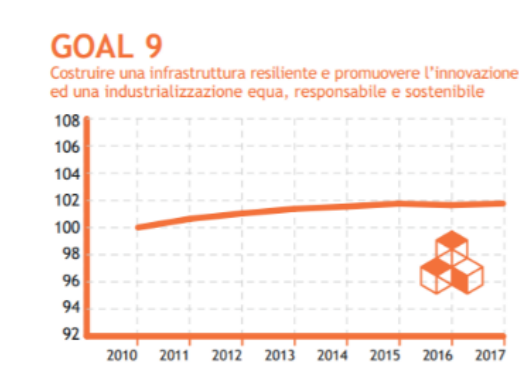 GOAL 9
Costruire una infrastruttura resiliente e promuovere l'innovazione
ed una industrializzazione equa, responsabile e sostenibile
108
106
104
102
100
98
96
94
92
2010 2011 2012 2013 2014 2015 2016 2017